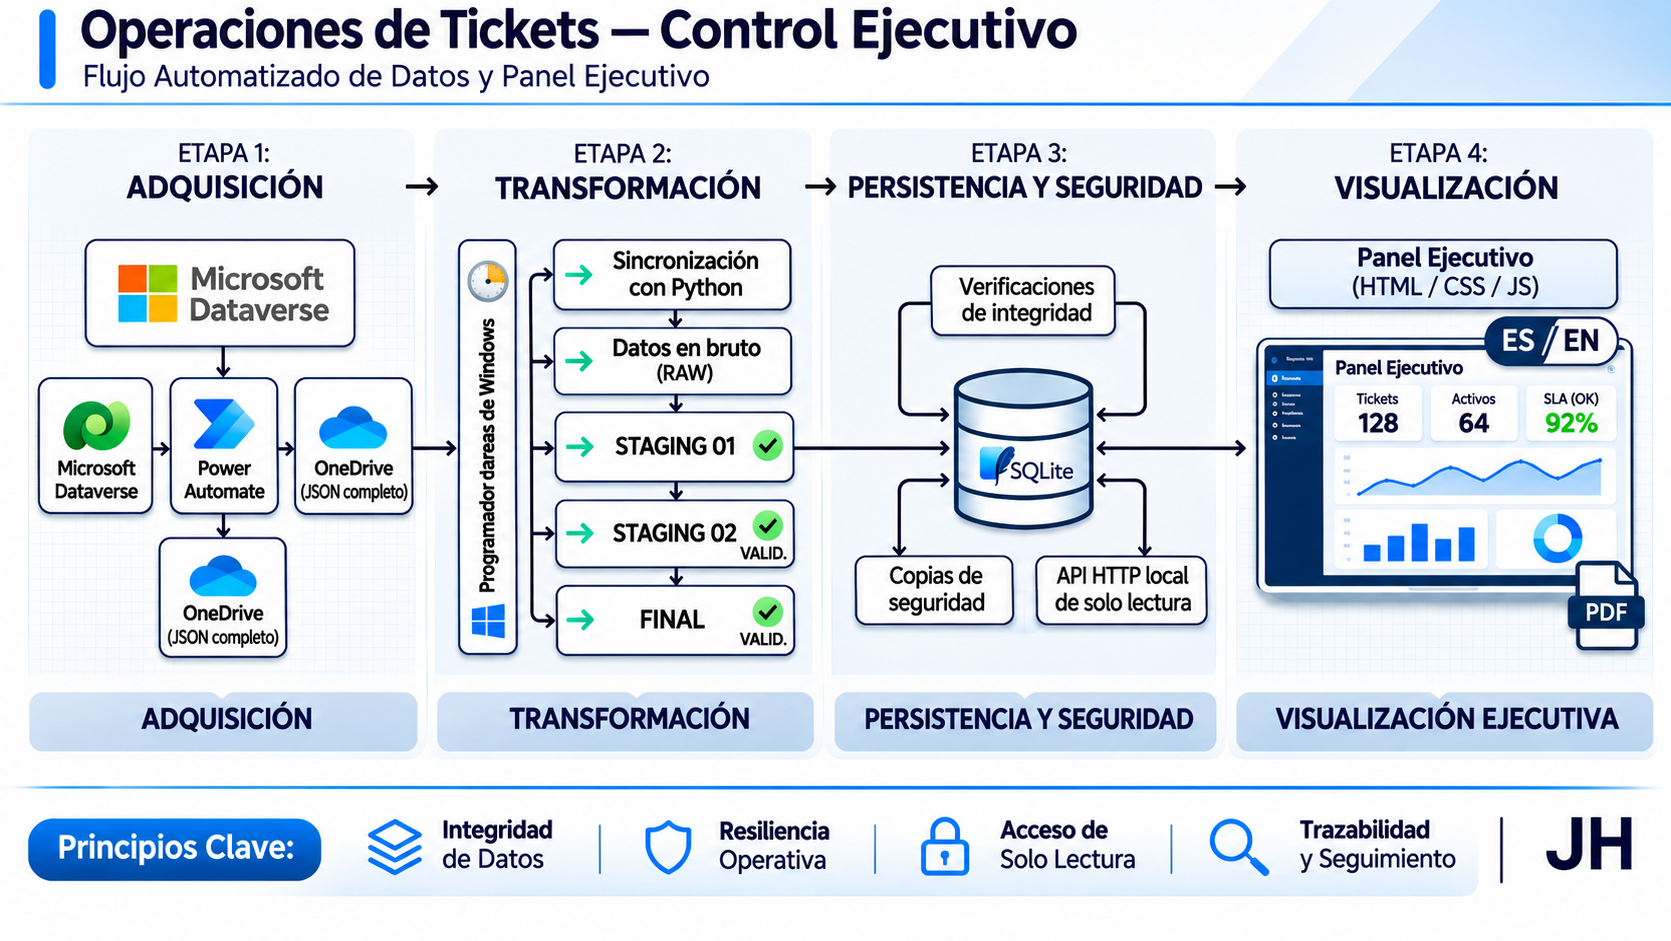 Operaciones de Tickets — Control Ejecutivo
Flujo Automatizado de Datos y Panel Ejecutivo
ETAPA 1:
ADQUISICIÓN
Microsoft
Dataverse
Microsoft
Dataverse
Power
Automate
OneDrive
(JSON completo)
OneDrive
(JSON completo)
ADQUISICIÓN
ETAPA 2:
TRANSFORMACIÓN
Programador dareas de Windows
Sincronización
con Python
Datos en bruto
(RAW)
STAGING 01
STAGING 02
VALID.
FINAL
VALID.
TRANSFORMACIÓN
ETAPA 3:
PERSISTENCIA Y SEGURIDAD
Verificaciones
de integridad
SQLite
Copias de
seguridad
API HTTP local
de solo lectura
PERSISTENCIA Y SEGURIDAD
ETAPA 4:
VISUALIZACIÓN
Panel Ejecutivo
(HTML / CSS / JS)
ES / EN
Panel Ejecutivo
Tickets
128
Activos
64
SLA (OK)
92%
PDF
VISUALIZACIÓN EJECUTIVA
Principios Clave:
Integridad
de Datos
Resiliencia
Operativa
Acceso de
Solo Lectura
Trazabilidad
y Seguimiento
JH